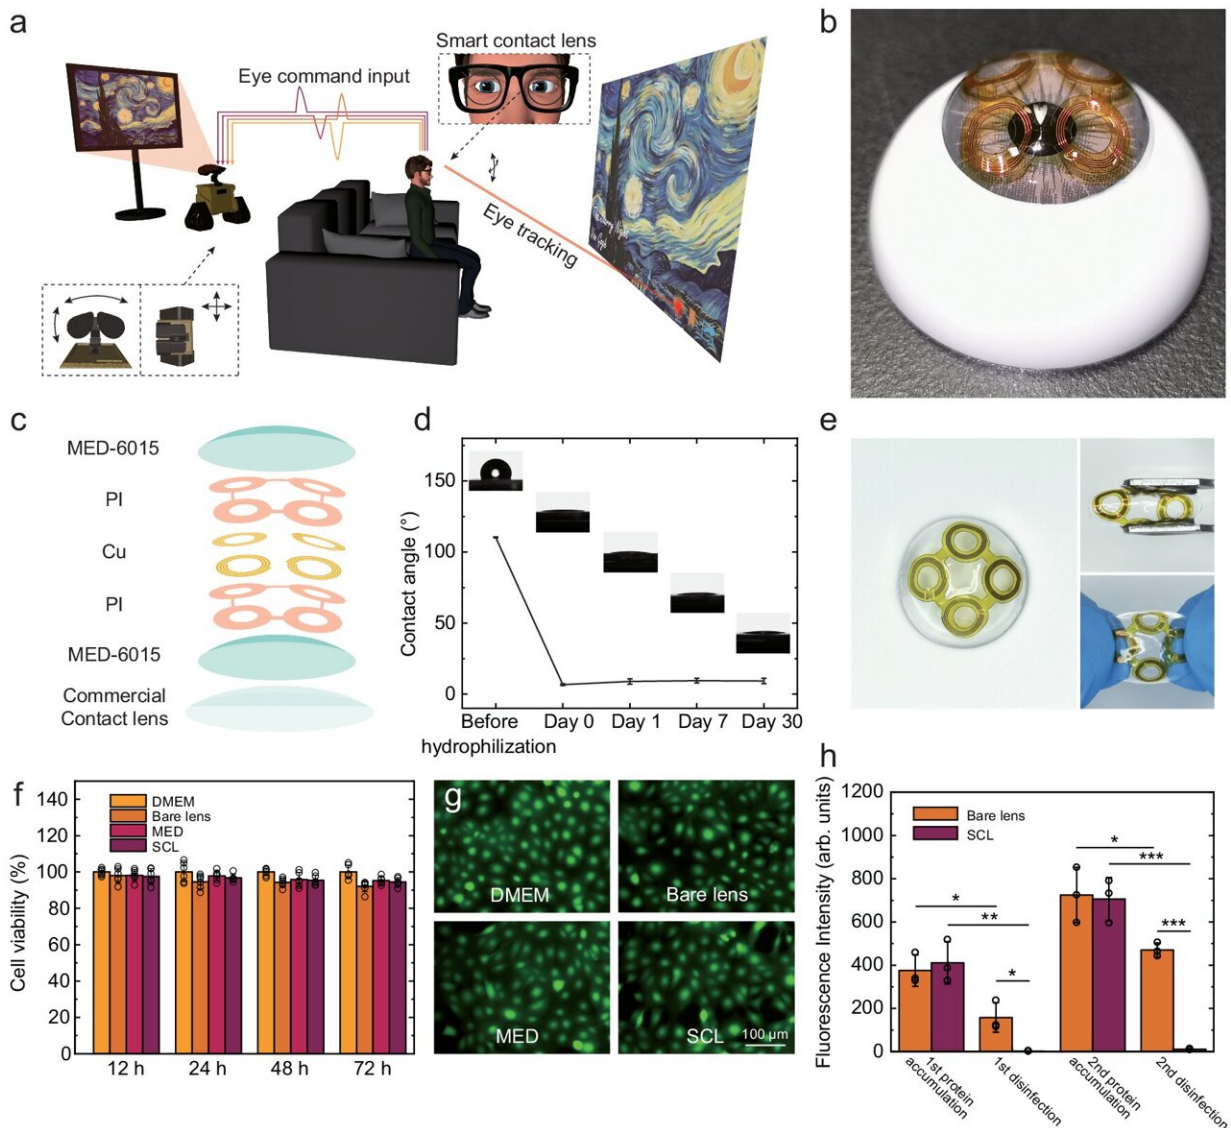 a
Smart contact lens
Eye command input
Eye tracking
b
c
MED-6015
PI
Cu
PI
MED-6015
Commercial
Contact lens
d
Contact angle (°)
150
100
50
0
Before
hydrophilization
Day 0
Day 1
Day 7
Day 30
e
f
Cell viability (%)
140
120
100
80
60
40
20
0
DMEM
Bare lens
MED
SCL
12 h
24 h
48 h
72 h
g
DMEM
Bare lens
MED
SCL
100 µm
h
Fluorescence Intensity (arb. units)
1200
1000
800
600
400
200
0
Bare lens
SCL
*
**
*
*
***
***
1st protein
accumulation
1st disinfection
2nd protein
accumulation
2nd disinfection